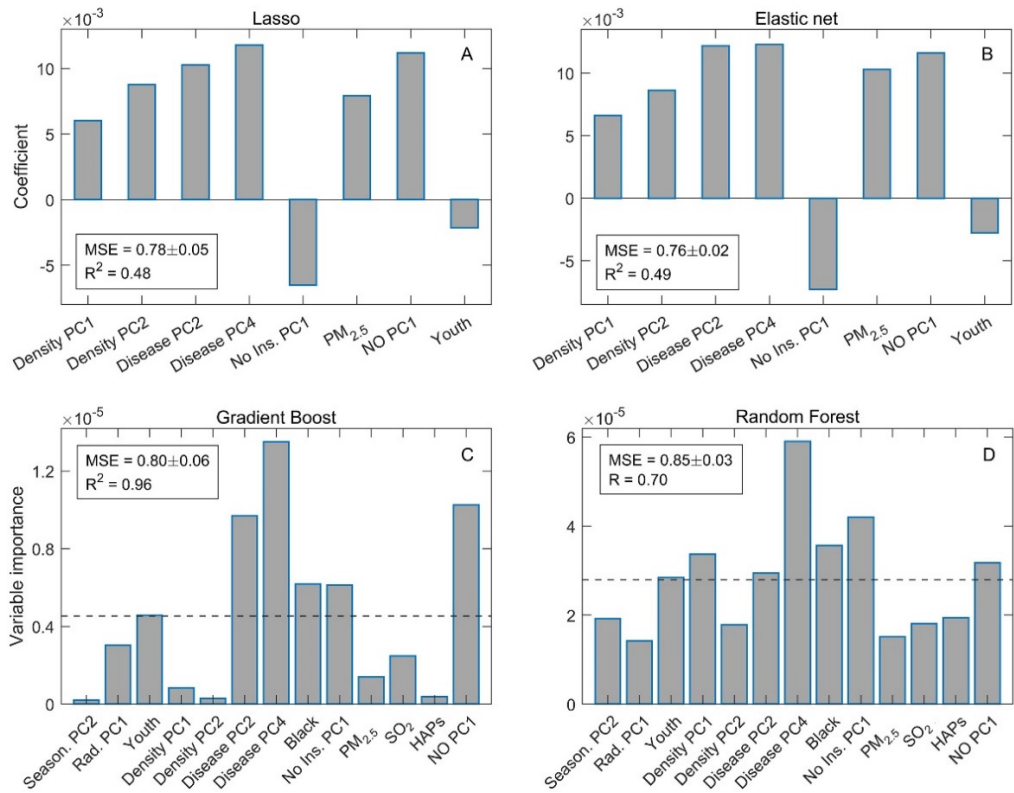 Lasso
×10⁻³
A
10
5
0
-5
Coefficient
MSE = 0.78±0.05
R² = 0.48
Density PC1
Density PC2
Disease PC2
Disease PC4
No Ins. PC1
PM₂.₅
NO PC1
Youth
Elastic net
×10⁻³
B
10
5
0
-5
MSE = 0.76±0.02
R² = 0.49
Density PC1
Density PC2
Disease PC2
Disease PC4
No Ins. PC1
PM₂.₅
NO PC1
Youth
Gradient Boost
×10⁻⁵
C
1.2
0.8
0.4
0
Variable importance
MSE = 0.80±0.06
R² = 0.96
Season. PC2
Rad. PC1
Youth
Density PC1
Density PC2
Disease PC2
Disease PC4
Black
No Ins. PC1
PM₂.₅
SO₂
HAPs
NO PC1
Random Forest
×10⁻⁵
D
6
4
2
0
MSE = 0.85±0.03
R = 0.70
Season. PC2
Rad. PC1
Youth
Density PC1
Density PC2
Disease PC2
Disease PC4
Black
No Ins. PC1
PM₂.₅
SO₂
HAPs
NO PC1